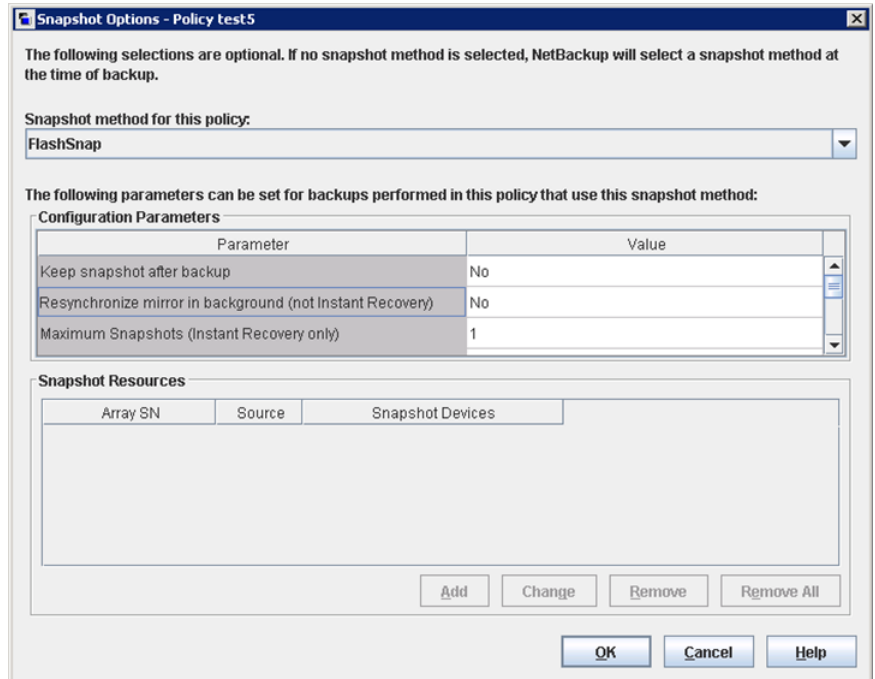 Snapshot Options - Policy test5
The following selections are optional. If no snapshot method is selected, NetBackup will select a snapshot method at
the time of backup.
Snapshot method for this policy:
FlashSnap
The following parameters can be set for backups performed in this policy that use this snapshot method:
Configuration Parameters
Parameter Value
Keep snapshot after backup No
Resynchronize mirror in background (not Instant Recovery) No
Maximum Snapshots (Instant Recovery only) 1
Snapshot Resources
Array SN Source Snapshot Devices
Add Change Remove Remove All
OK Cancel Help